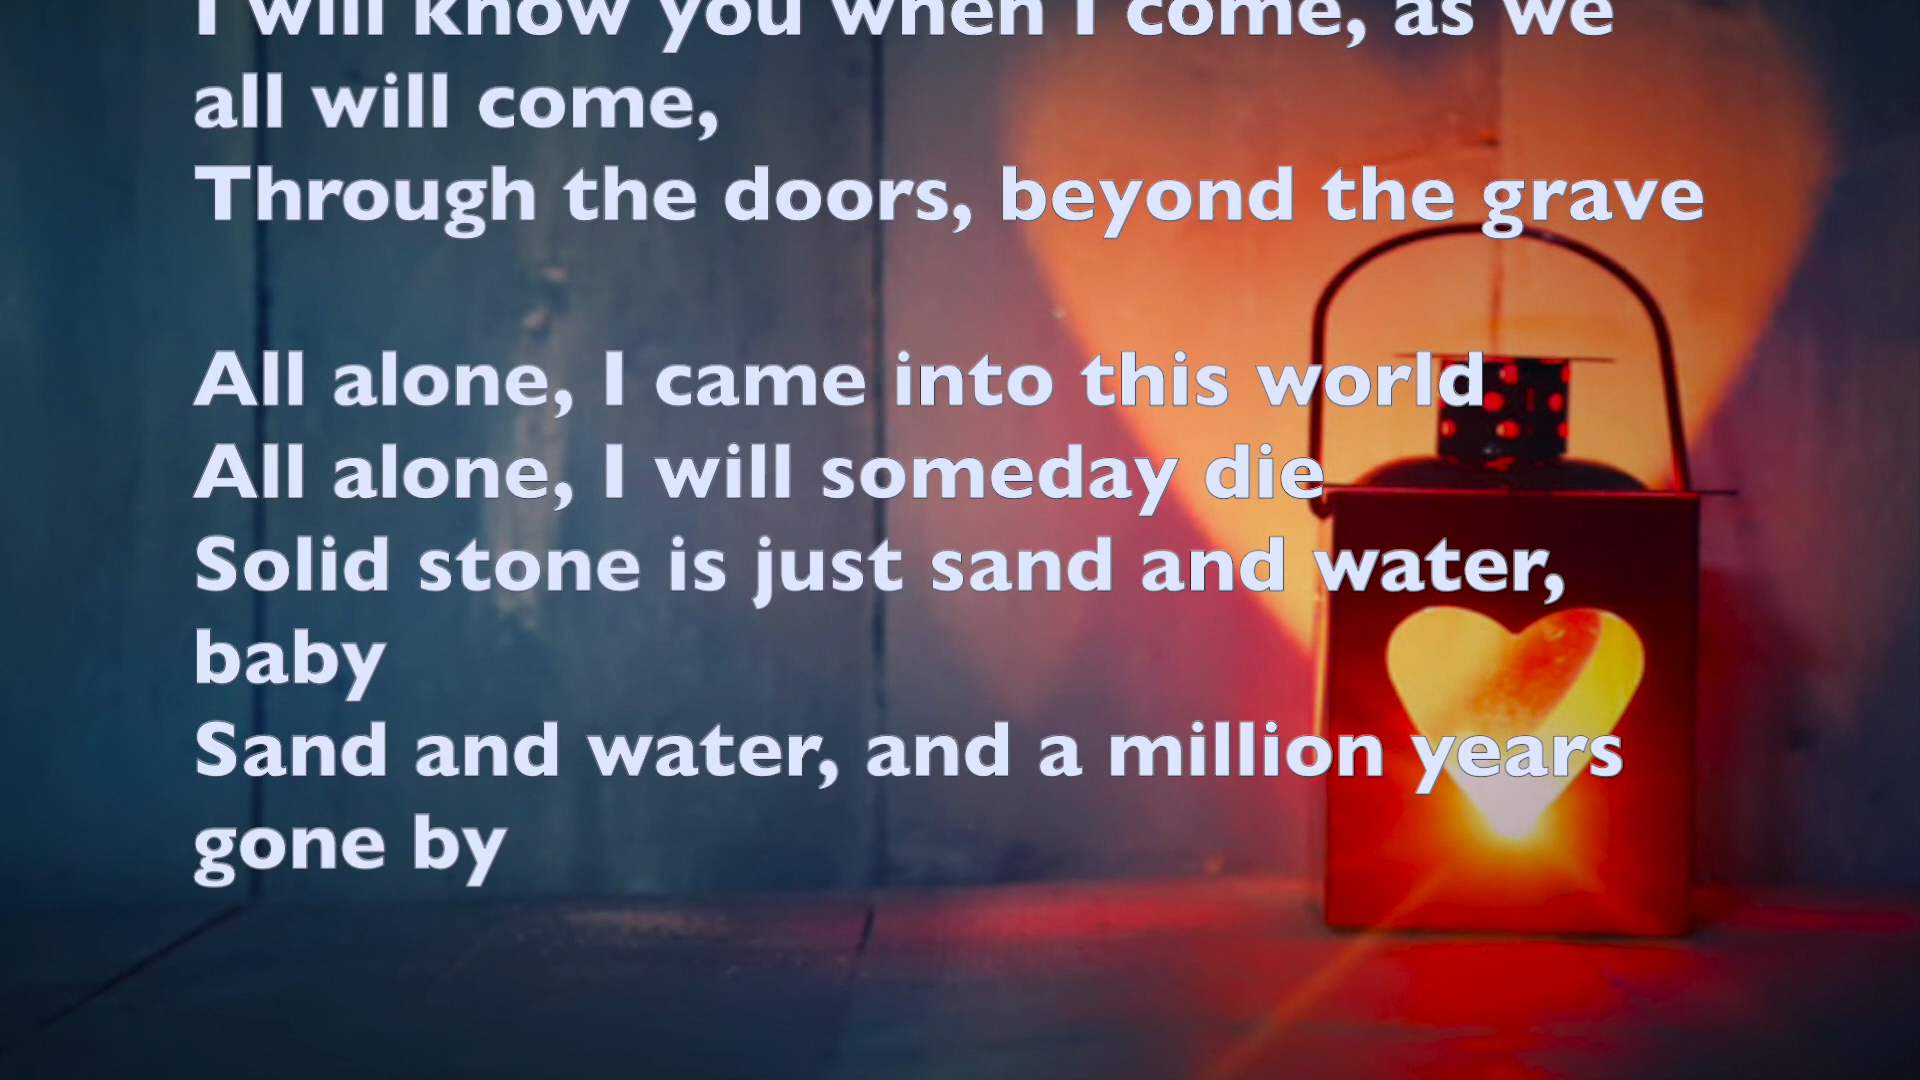 I will know you when I come, as we
all will come,
Through the doors, beyond the grave
All alone, I came into this world
All alone, I will someday die
Solid stone is just sand and water,
baby
Sand and water, and a million years
gone by